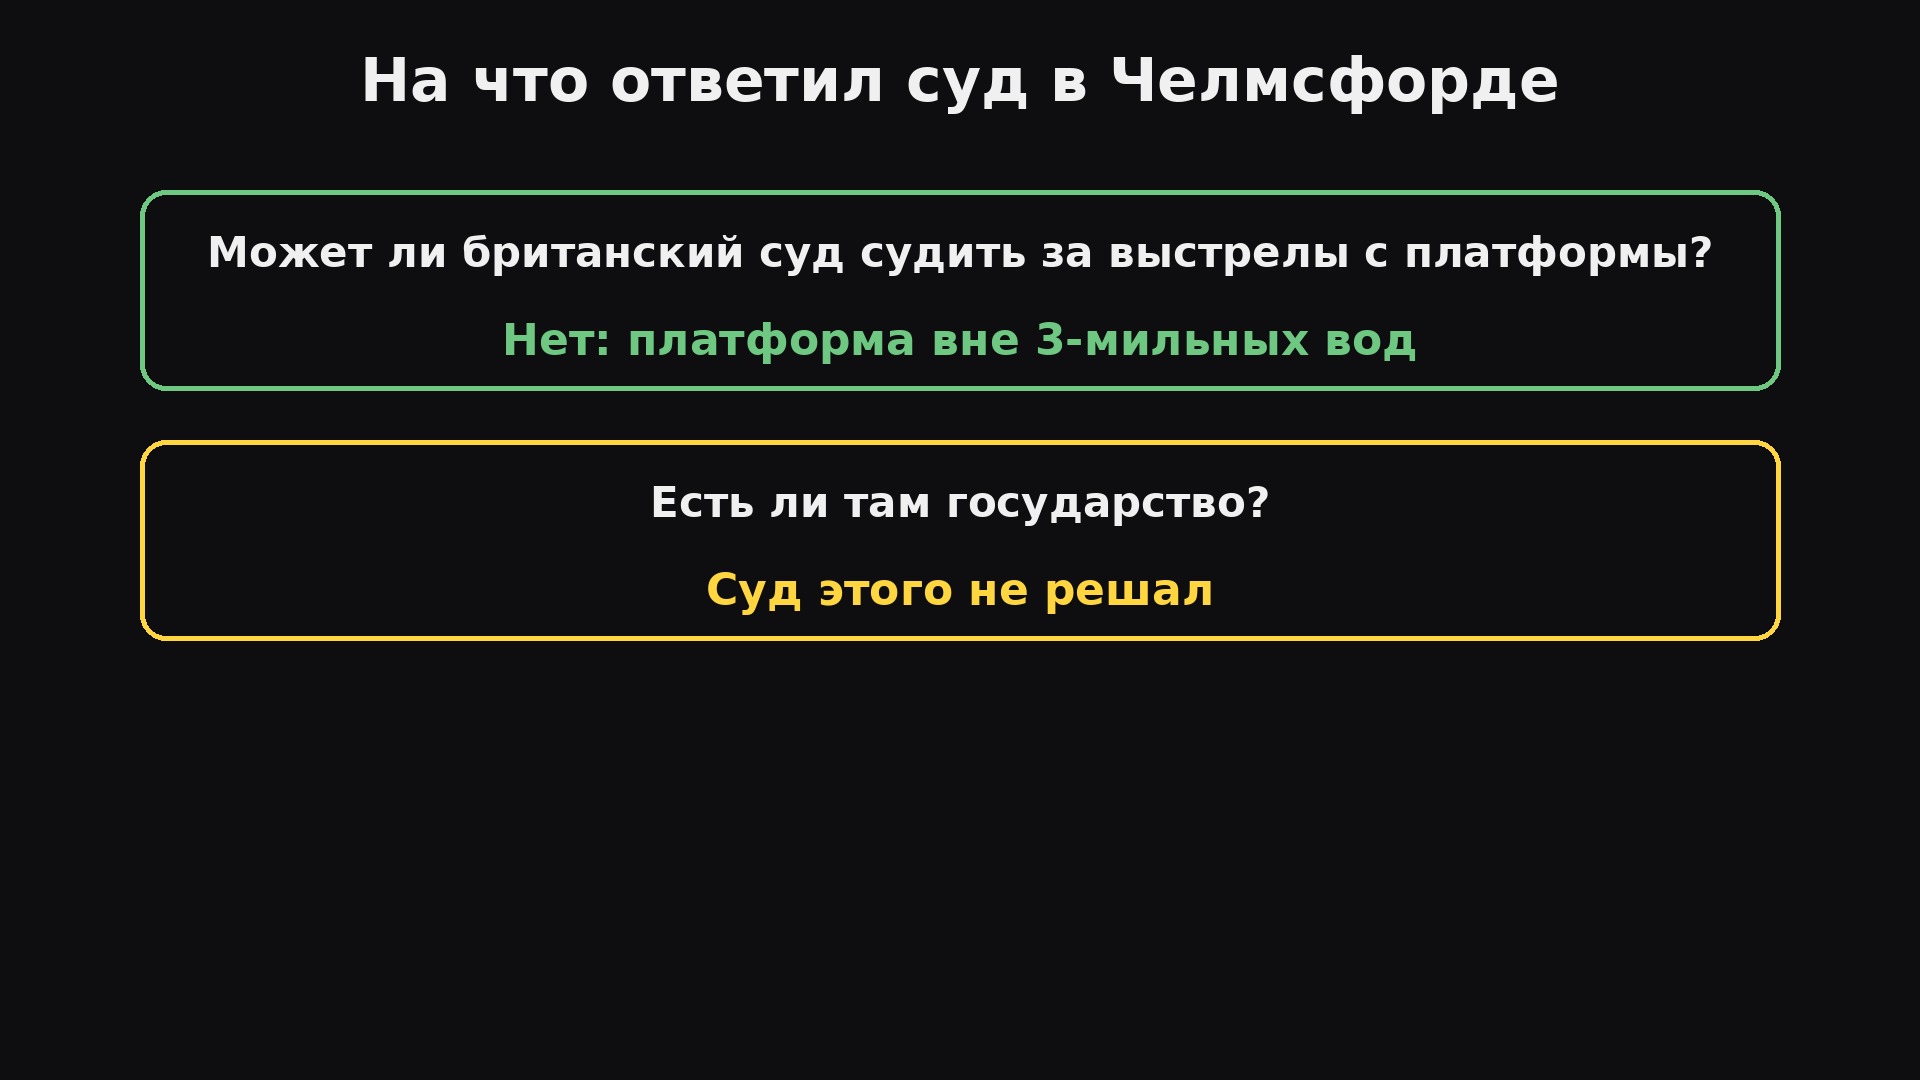 На что ответил суд в Челмсфорде
Может ли британский суд судить за выстрелы с платформы?
Нет: платформа вне 3-мильных вод
Есть ли там государство?
Суд этого не решал